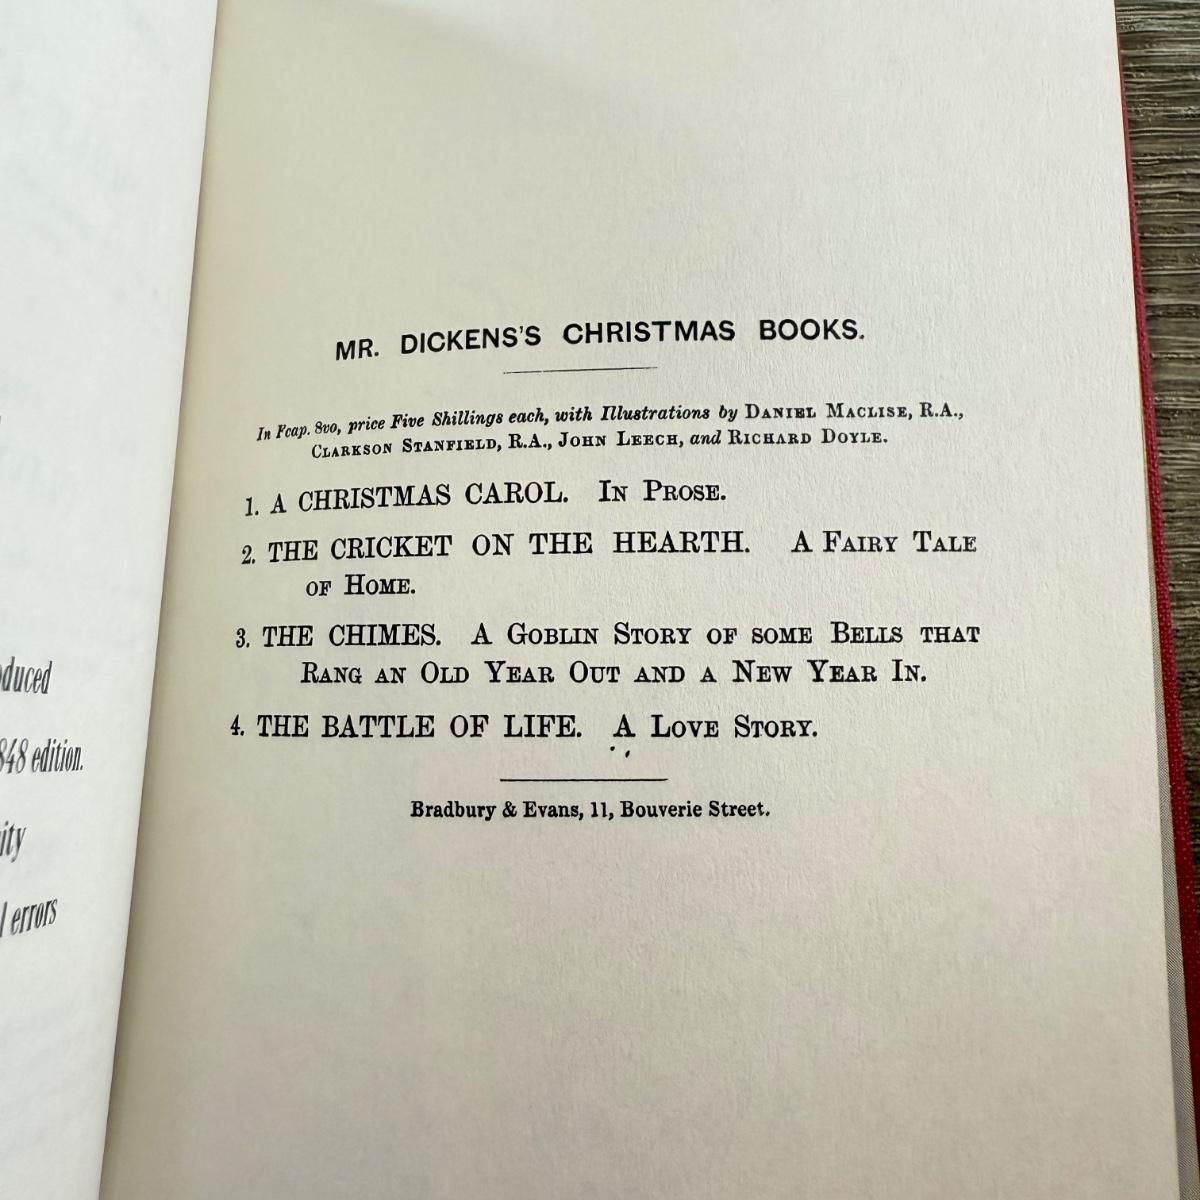 duced
848 edition.
ity
l errors
MR. DICKENS'S CHRISTMAS BOOKS.
In Fcap. 8vo, price Five Shillings each, with Illustrations by DANIEL MACLISE, R.A.,
CLARKSON STANFIELD, R.A., JOHN LEECH, and RICHARD DOYLE.
1. A CHRISTMAS CAROL. IN PROSE.
2. THE CRICKET ON THE HEARTH. A FAIRY TALE
OF HOME.
3. THE CHIMES. A GOBLIN STORY OF SOME BELLS THAT
RANG AN OLD YEAR OUT AND A NEW YEAR IN.
4. THE BATTLE OF LIFE. A LOVE STORY.
Bradbury & Evans, 11, Bouverie Street.